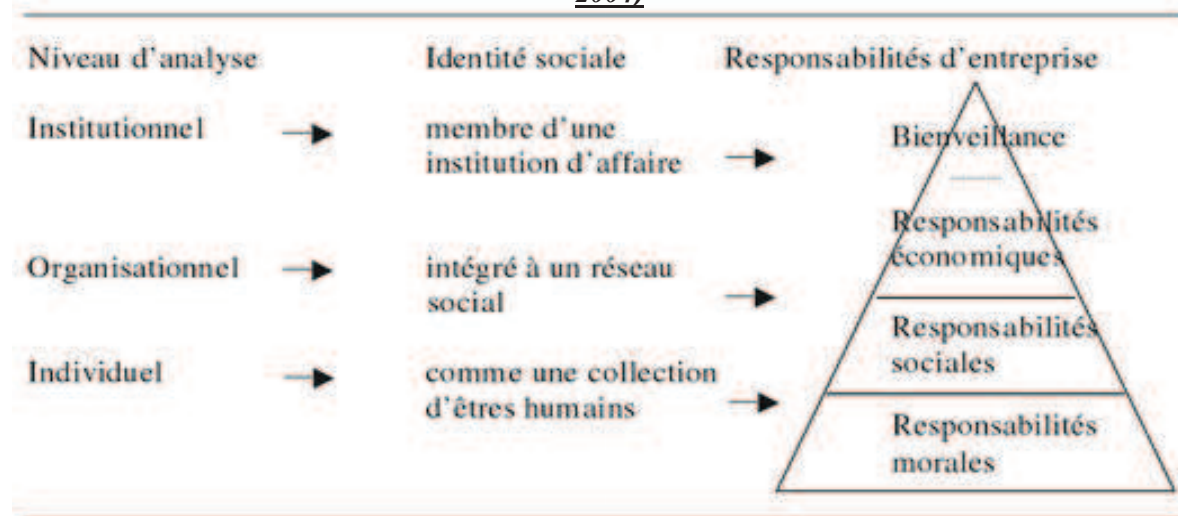 2004)
Niveau d'analyse Identité sociale Responsabilités d'entreprise
Institutionnel membre d'une
institution d'affaire
Bienveillance
Organisationnel intégré à un réseau
social
Responsabilités
économiques
Individuel comme une collection
d'êtres humains
Responsabilités
sociales
Responsabilités
morales